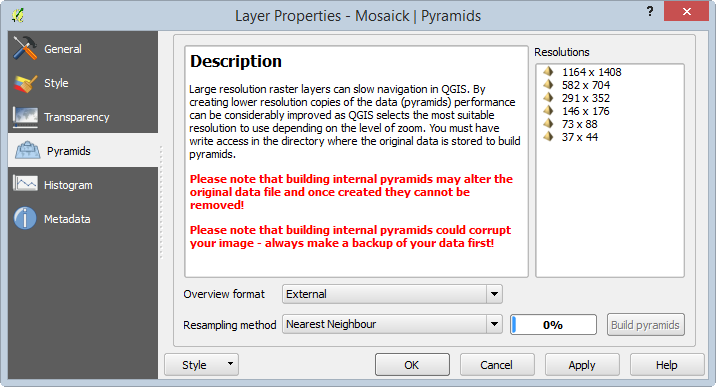 Layer Properties - Mosaick | Pyramids
?
General
Style
Transparency
Pyramids
Histogram
Metadata
Description
Large resolution raster layers can slow navigation in QGIS. By
creating lower resolution copies of the data (pyramids) performance
can be considerably improved as QGIS selects the most suitable
resolution to use depending on the level of zoom. You must have
write access in the directory where the original data is stored to build
pyramids.
Please note that building internal pyramids may alter the
original data file and once created they cannot be
removed!
Please note that building internal pyramids could corrupt
your image - always make a backup of your data first!
Resolutions
1164 x 1408
582 x 704
291 x 352
146 x 176
73 x 88
37 x 44
Overview format External
Resampling method Nearest Neighbour 0% Build pyramids
Style OK Cancel Apply Help